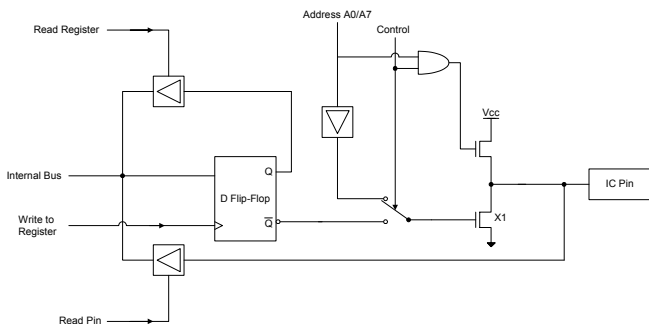 Address A0/A7
Read Register
Control
Vcc
Q
Internal Bus
D Flip-Flop
IC Pin
Write to
Register
Q̅
X1
Read Pin